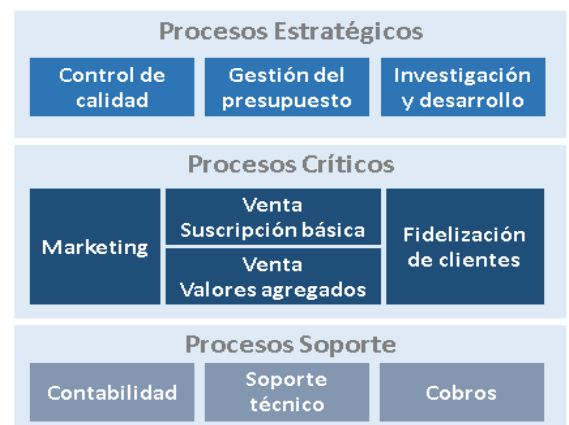 Procesos Estratégicos
Control de
calidad
Gestión del
presupuesto
Investigación
y desarrollo
Procesos Críticos
Marketing
Venta
Suscripción básica
Venta
Valores agregados
Fidelización
de clientes
Procesos Soporte
Contabilidad
Soporte
técnico
Cobros